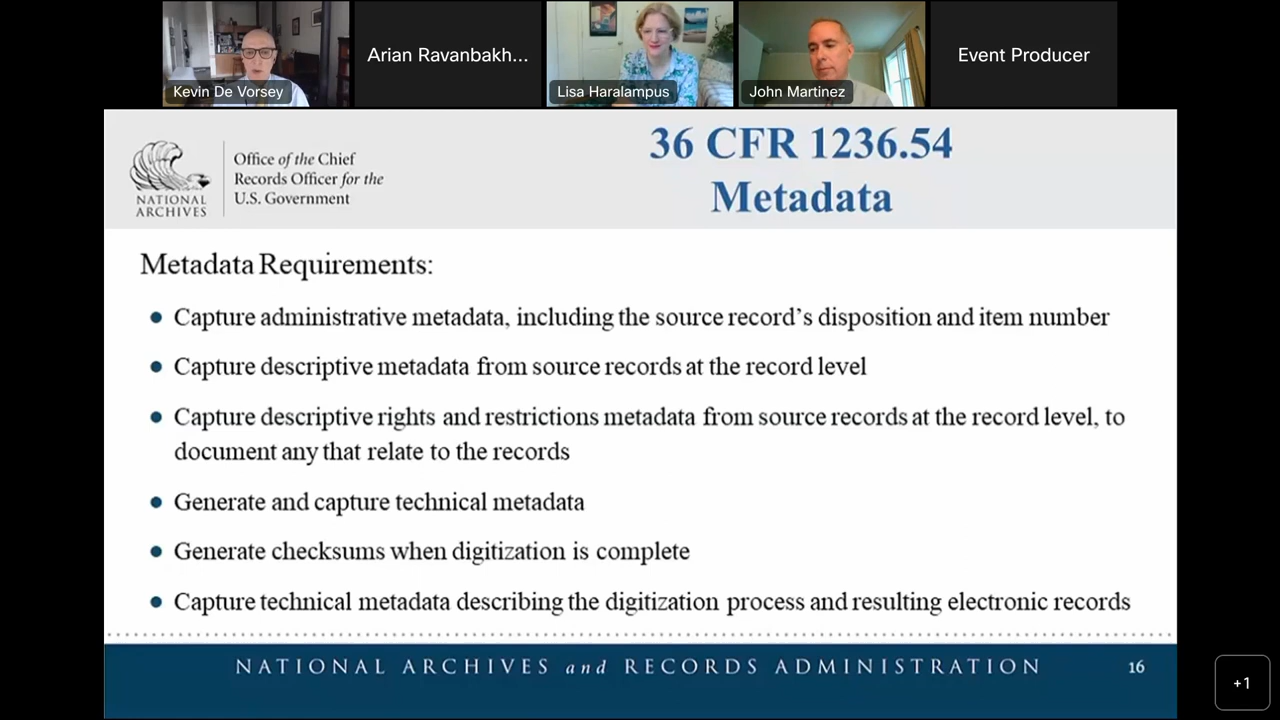 Kevin De Vorsey
Arian Ravanbakh...
Lisa Haralampus
John Martinez
Event Producer
NATIONAL
ARCHIVES
Office of the Chief
Records Officer for the
U.S. Government
36 CFR 1236.54
Metadata
Metadata Requirements:
● Capture administrative metadata, including the source record’s disposition and item number
● Capture descriptive metadata from source records at the record level
● Capture descriptive rights and restrictions metadata from source records at the record level, to
document any that relate to the records
● Generate and capture technical metadata
● Generate checksums when digitization is complete
● Capture technical metadata describing the digitization process and resulting electronic records
NATIONAL ARCHIVES and RECORDS ADMINISTRATION
16
+1